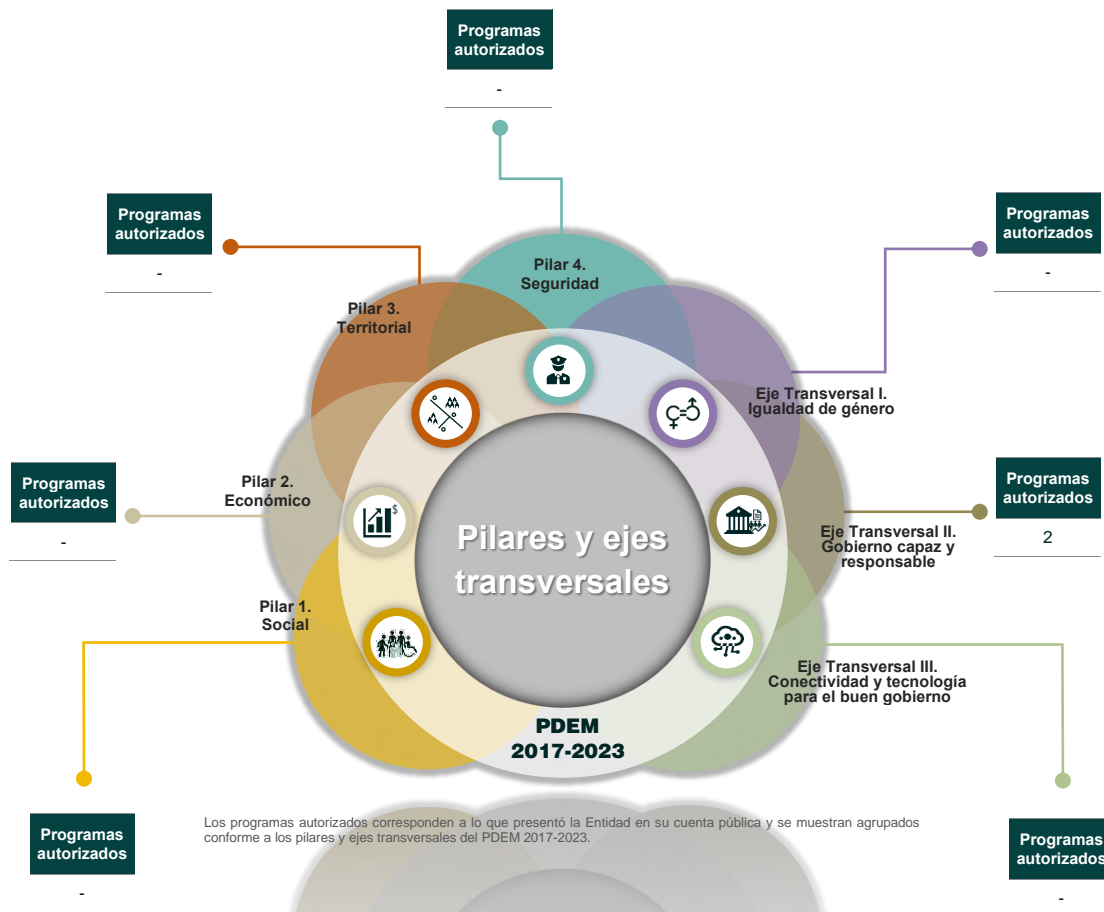 Programas
autorizados
-
Programas
autorizados
-
Programas
autorizados
-
Pilar 4.
Seguridad
Pilar 3.
Territorial
Eje Transversal I.
Igualdad de género
Programas
autorizados
-
Pilar 2.
Económico
$
Programas
autorizados
2
Eje Transversal II.
Gobierno capaz y
responsable
Pilares y ejes
transversales
Pilar 1.
Social
Eje Transversal III.
Conectividad y tecnología
para el buen gobierno
PDEM
2017-2023
Los programas autorizados corresponden a lo que presentó la Entidad en su cuenta pública y se muestran agrupados
conforme a los pilares y ejes transversales del PDEM 2017-2023.
Programas
autorizados
-
Programas
autorizados
-